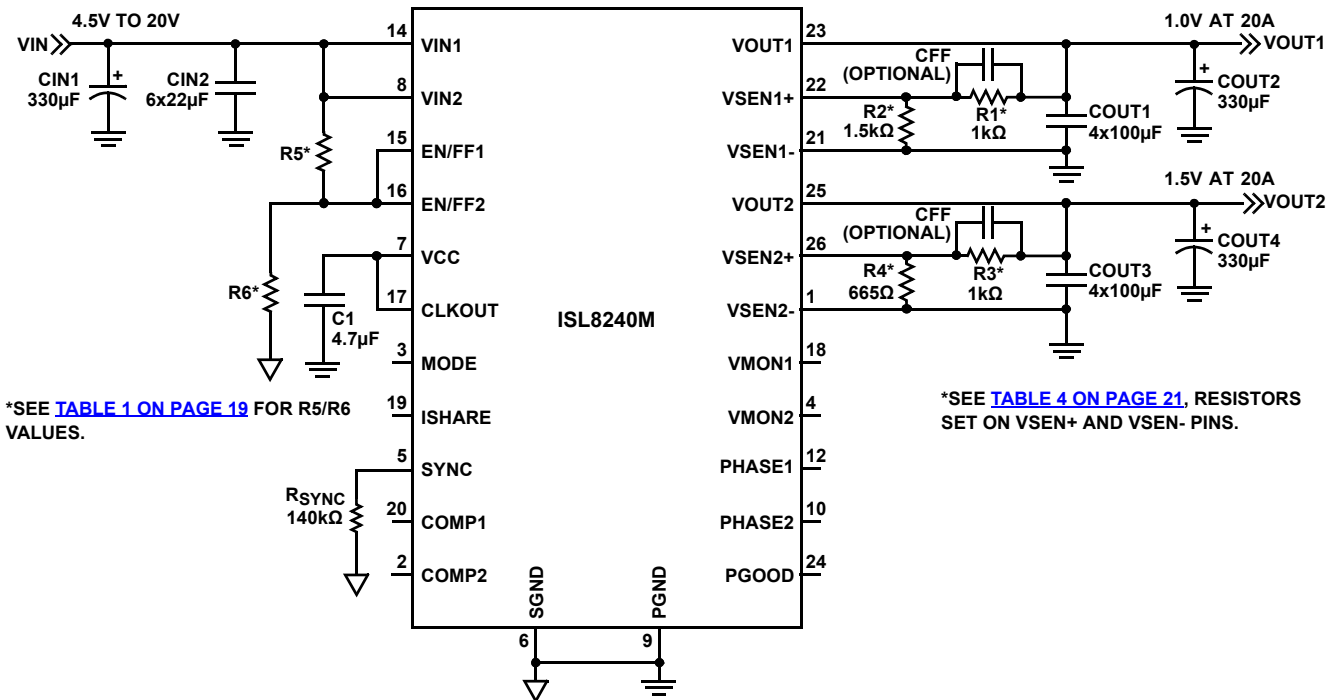 4.5V TO 20V
VIN
CIN1
330µF
+
CIN2
6x22µF
R5*
R6*
C1
4.7µF
RSYNC
140kΩ
*SEE TABLE 1 ON PAGE 19 FOR R5/R6
VALUES.
14 VIN1
8 VIN2
15 EN/FF1
16 EN/FF2
7 VCC
17 CLKOUT
3 MODE
19 ISHARE
5 SYNC
20 COMP1
2 COMP2
ISL8240M
SGND
6
PGND
9
VOUT1 23
VSEN1+ 22
VSEN1- 21
VOUT2 25
VSEN2+ 26
VSEN2- 1
VMON1 18
VMON2 4
PHASE1 12
PHASE2 10
PGOOD 24
1.0V AT 20A
VOUT1
CFF
(OPTIONAL)
R2*
1.5kΩ
R1*
1kΩ
COUT1
4x100µF
+
COUT2
330µF
1.5V AT 20A
VOUT2
CFF
(OPTIONAL)
R4*
665Ω
R3*
1kΩ
COUT3
4x100µF
+
COUT4
330µF
*SEE TABLE 4 ON PAGE 21, RESISTORS
SET ON VSEN+ AND VSEN- PINS.